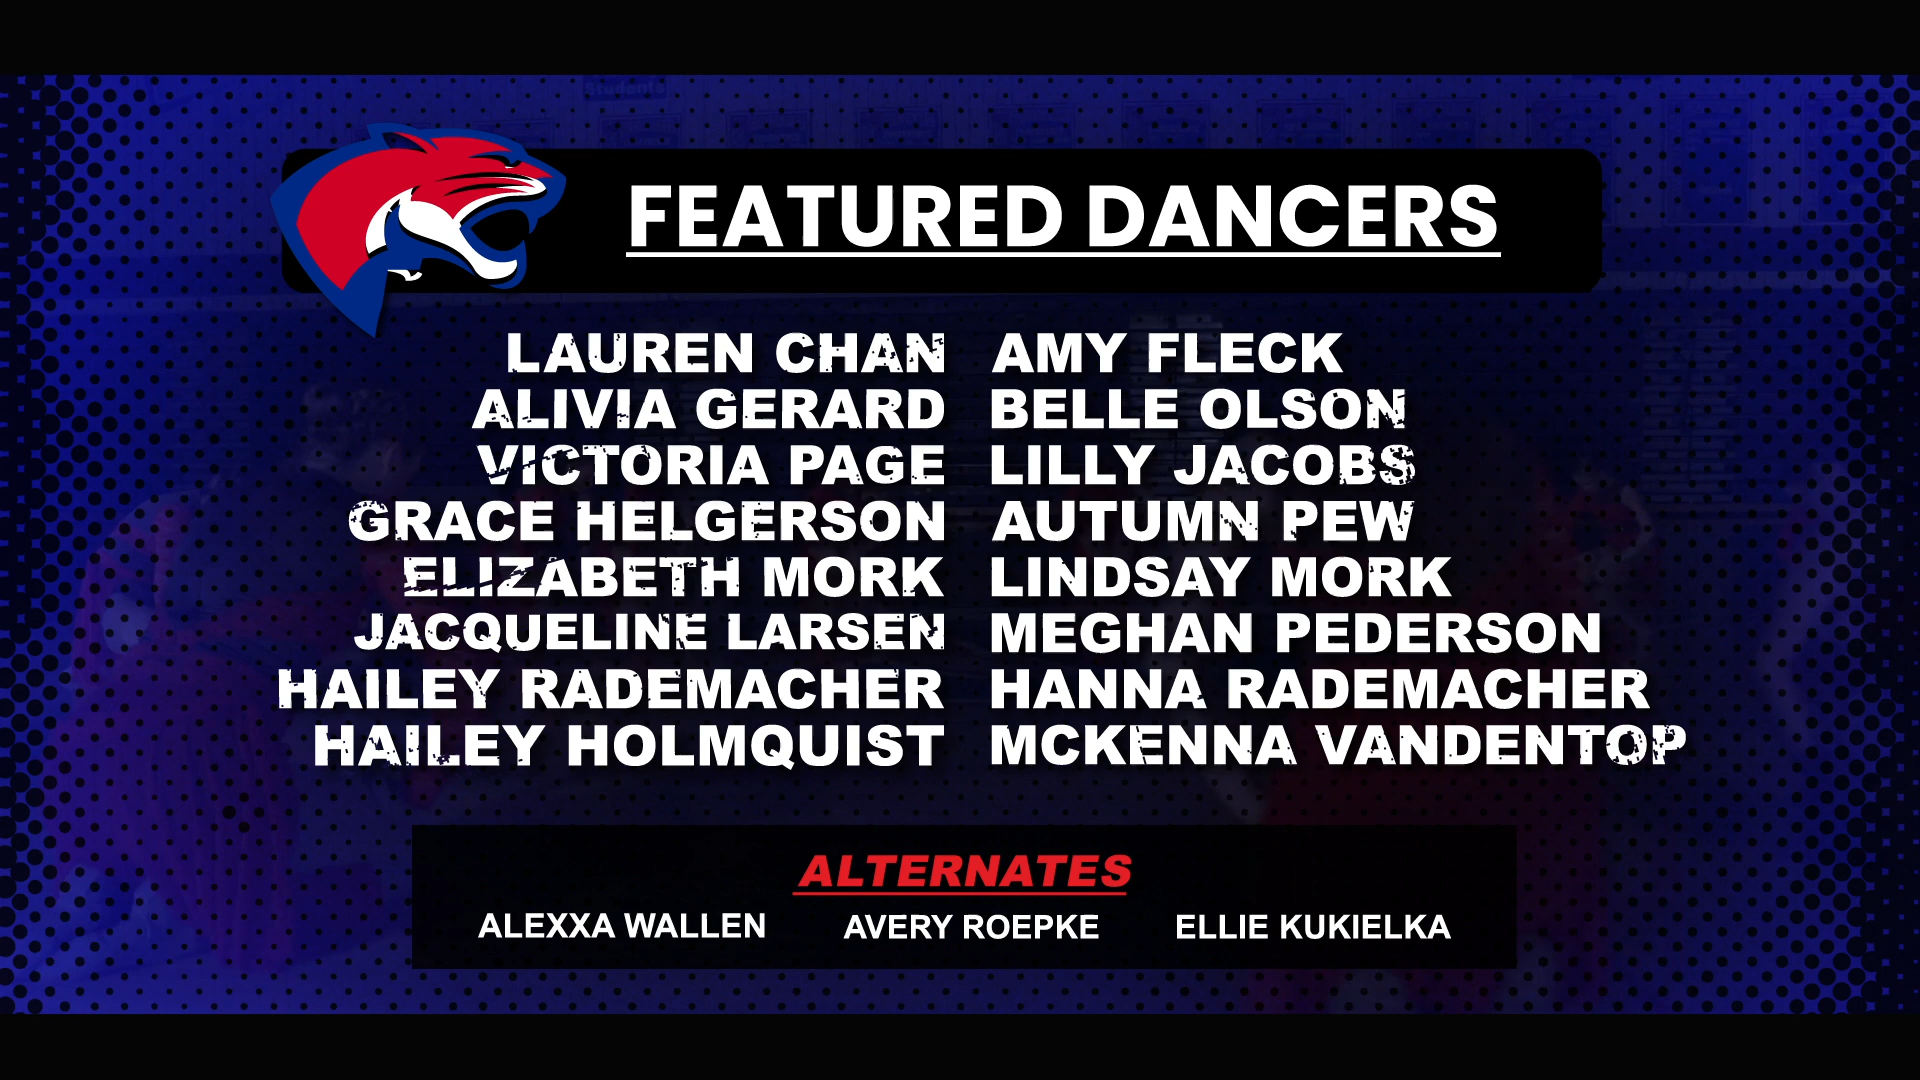 Students
FEATURED DANCERS
LAUREN CHAN AMY FLECK
ALIVIA GERARD BELLE OLSON
VICTORIA PAGE LILLY JACOBS
GRACE HELGERSON AUTUMN PEW
ELIZABETH MORK LINDSAY MORK
JACQUELINE LARSEN MEGHAN PEDERSON
HAILEY RADEMACHER HANNA RADEMACHER
HAILEY HOLMQUIST MCKENNA VANDENTOP
ALTERNATES
ALEXXA WALLEN AVERY ROEPKE ELLIE KUKIELKA